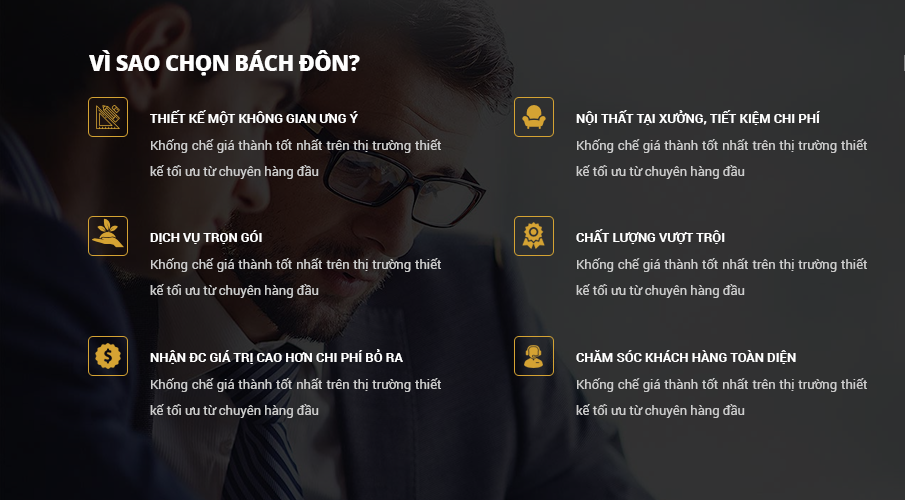 VÌ SAO CHỌN BÁCH ĐÔN?
THIẾT KẾ MỘT KHÔNG GIAN ƯNG Ý
Khống chế giá thành tốt nhất trên thị trường thiết
kế tối ưu từ chuyên hàng đầu
NỘI THẤT TẠI XƯỞNG, TIẾT KIỆM CHI PHÍ
Khống chế giá thành tốt nhất trên thị trường thiết
kế tối ưu từ chuyên hàng đầu
DỊCH VỤ TRỌN GÓI
Khống chế giá thành tốt nhất trên thị trường thiết
kế tối ưu từ chuyên hàng đầu
CHẤT LƯỢNG VƯỢT TRỘI
Khống chế giá thành tốt nhất trên thị trường thiết
kế tối ưu từ chuyên hàng đầu
NHẬN ĐC GIÁ TRỊ CAO HƠN CHI PHÍ BỎ RA
Khống chế giá thành tốt nhất trên thị trường thiết
kế tối ưu từ chuyên hàng đầu
CHĂM SÓC KHÁCH HÀNG TOÀN DIỆN
Khống chế giá thành tốt nhất trên thị trường thiết
kế tối ưu từ chuyên hàng đầu